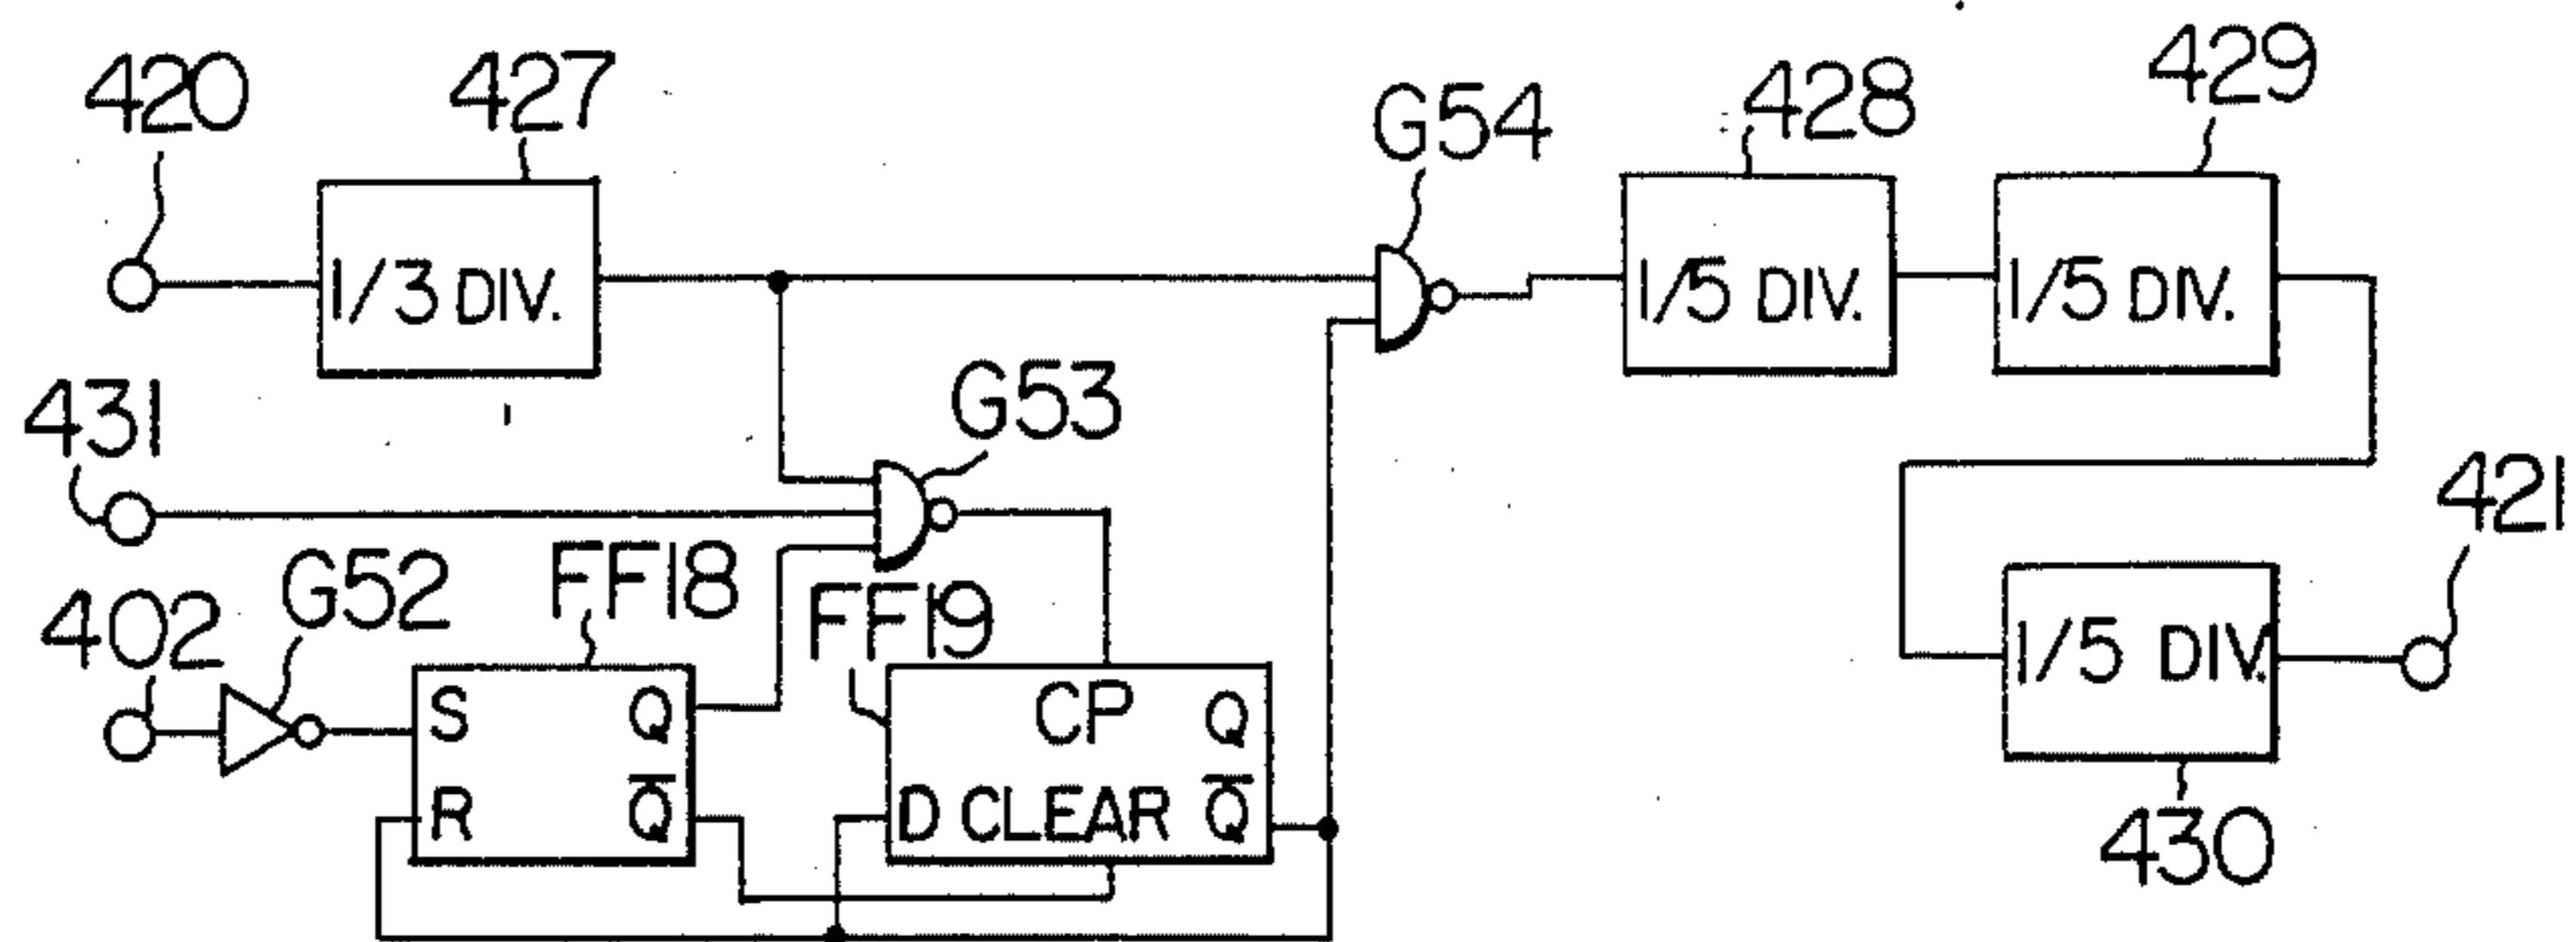 420
427
G54
428
429
1/3 DIV.
1/5 DIV.
1/5 DIV.
431
G53
421
402
G52
FF18
FF19
1/5 DIV.
S Q
R Q̅
CP Q
D CLEAR Q̅
430